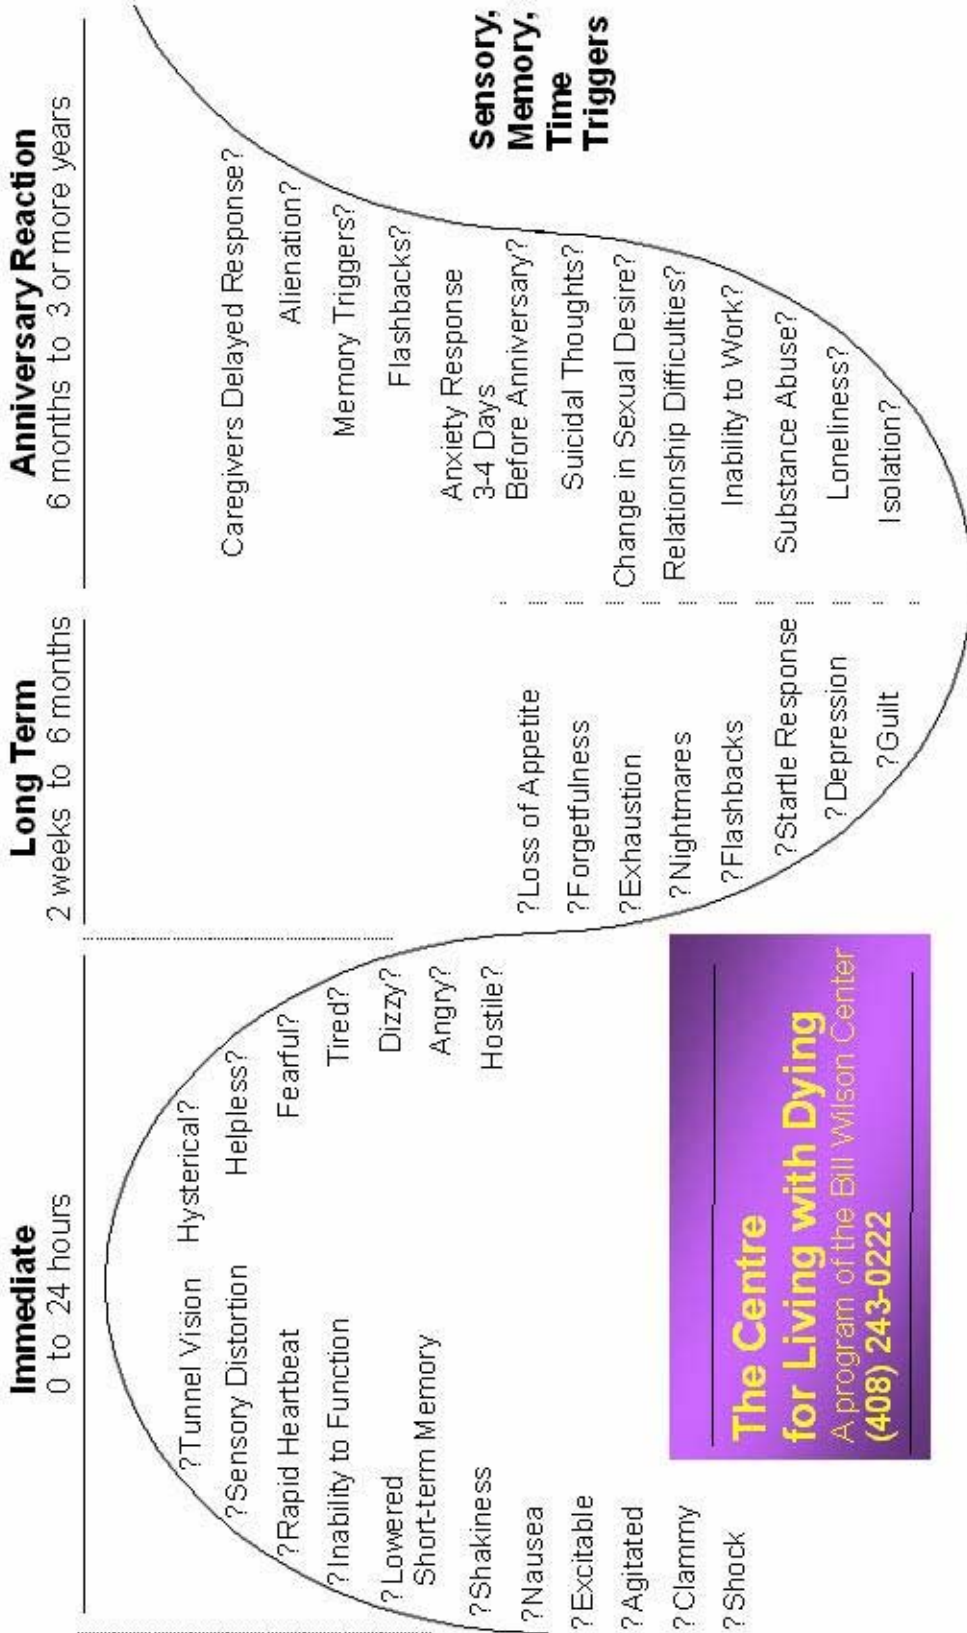 Immediate
0 to 24 hours
?Tunnel Vision
?Sensory Distortion
?Rapid Heartbeat
?Inability to Function
?Lowered
Short-term Memory
?Shakiness
?Nausea
?Excitable
?Agitated
?Clammy
?Shock
Hysterical?
Helpless?
Fearful?
Tired?
Dizzy?
Angry?
Hostile?
Long Term
2 weeks to 6 months
?Loss of Appetite
?Forgetfulness
?Exhaustion
?Nightmares
?Flashbacks
?Startle Response
?Depression
?Guilt
Anniversary Reaction
6 months to 3 or more years
Caregivers Delayed Response?
Alienation?
Memory Triggers?
Flashbacks?
Anxiety Response
3-4 Days
Before Anniversary?
Suicidal Thoughts?
Change in Sexual Desire?
Relationship Difficulties?
Inability to Work?
Substance Abuse?
Loneliness?
Isolation?
Sensory,
Memory,
Time
Triggers
The Centre
for Living with Dying
A program of the Bill Wilson Center
(408) 243-0222